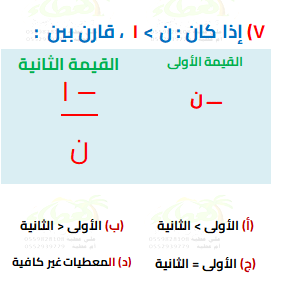 ٧) إذا كان : ن > ١ ، قارن بين :
القيمة الأولى
القيمة الثانية
– ن
– ١
ن
(أ) الأولى > الثانية
(ب) الأولى < الثانية
(ج) الأولى = الثانية
(د) المعطيات غير كافية